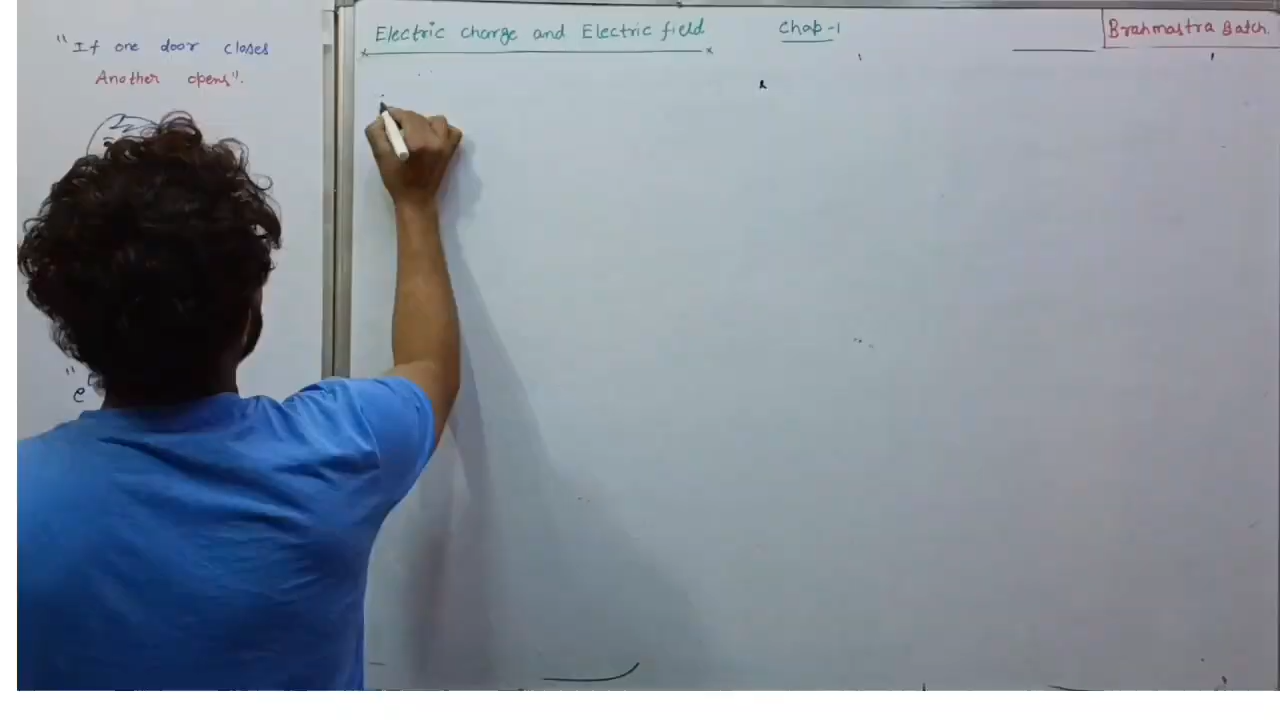 "If one door closes
Another opens".
Electric charge and Electric field
Chap-1
Brahmastra Batch.
"e